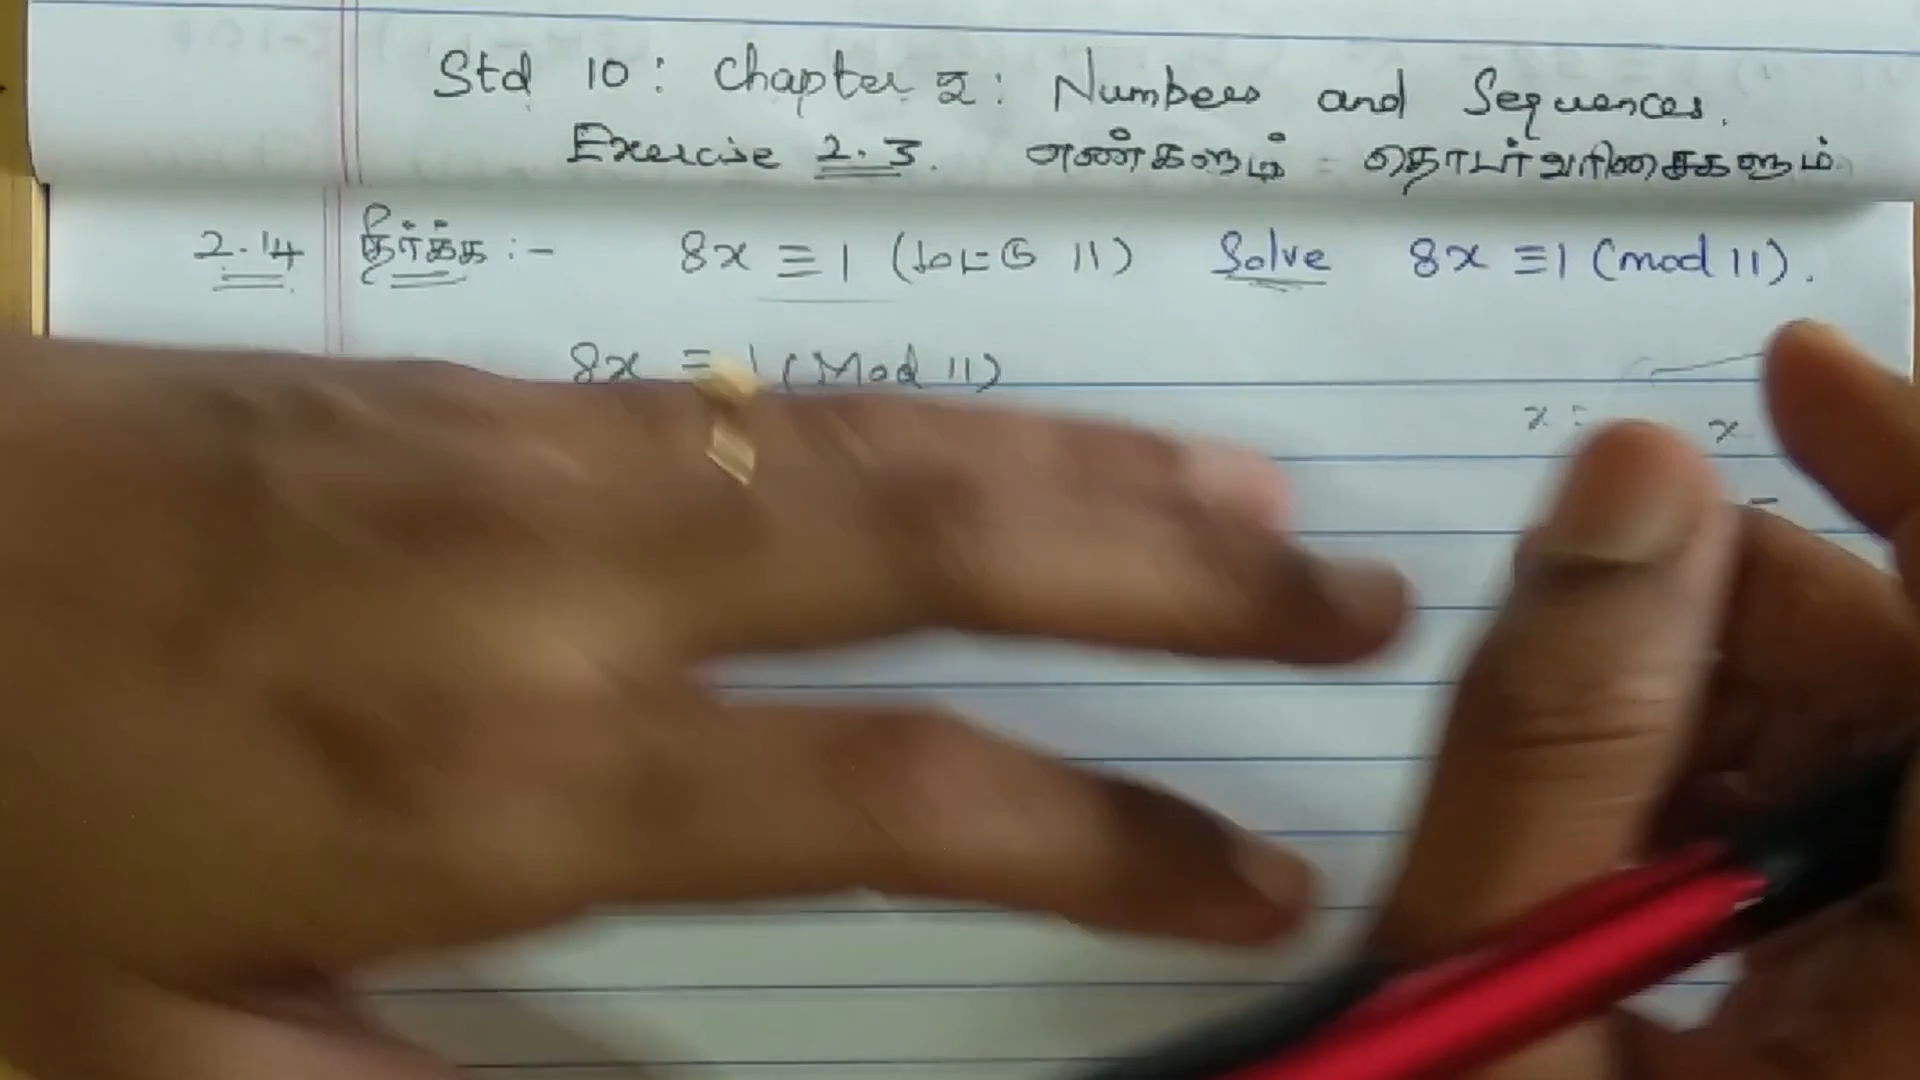 Std 10: Chapter 2: Numbers and Sequences.
Exercise 2.3. எண்களும் தொடர்வரிசைகளும்
2.14 தீர்க்க :- 8x ≡ 1 (மட்டு 11) Solve 8x ≡ 1 (mod 11).
8x ≡ 1 (Mod 11)
x = x